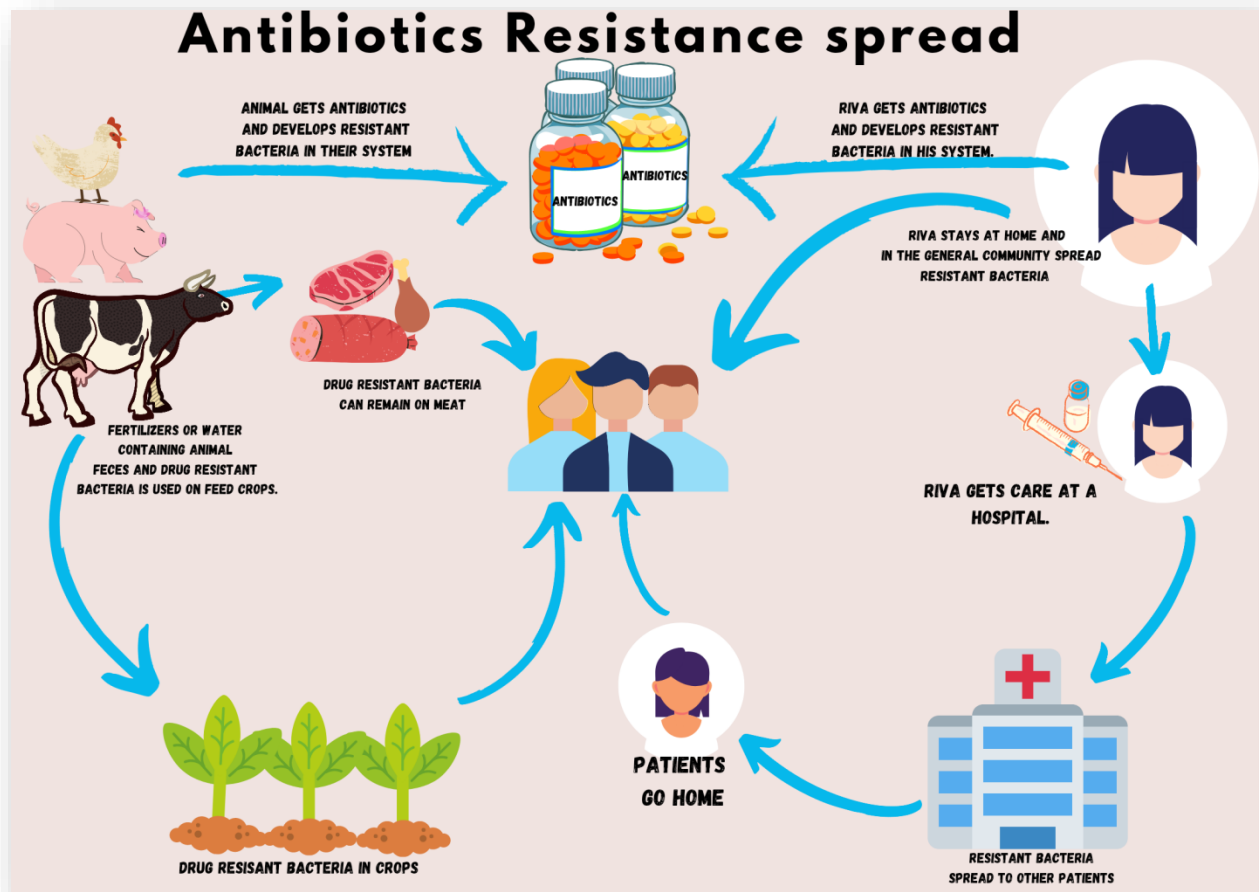 Antibiotics Resistance spread
ANIMAL GETS ANTIBIOTICS
AND DEVELOPS RESISTANT
BACTERIA IN THEIR SYSTEM
RIVA GETS ANTIBIOTICS
AND DEVELOPS RESISTANT
BACTERIA IN HIS SYSTEM.
ANTIBIOTICS
ANTIBIOTICS
RIVA STAYS AT HOME AND
IN THE GENERAL COMMUNITY SPREAD
RESISTANT BACTERIA
DRUG RESISTANT BACTERIA
CAN REMAIN ON MEAT
FERTILIZERS OR WATER
CONTAINING ANIMAL
FECES AND DRUG RESISTANT
BACTERIA IS USED ON FEED CROPS.
RIVA GETS CARE AT A
HOSPITAL.
PATIENTS
GO HOME
DRUG RESISANT BACTERIA IN CROPS
RESISTANT BACTERIA
SPREAD TO OTHER PATIENTS